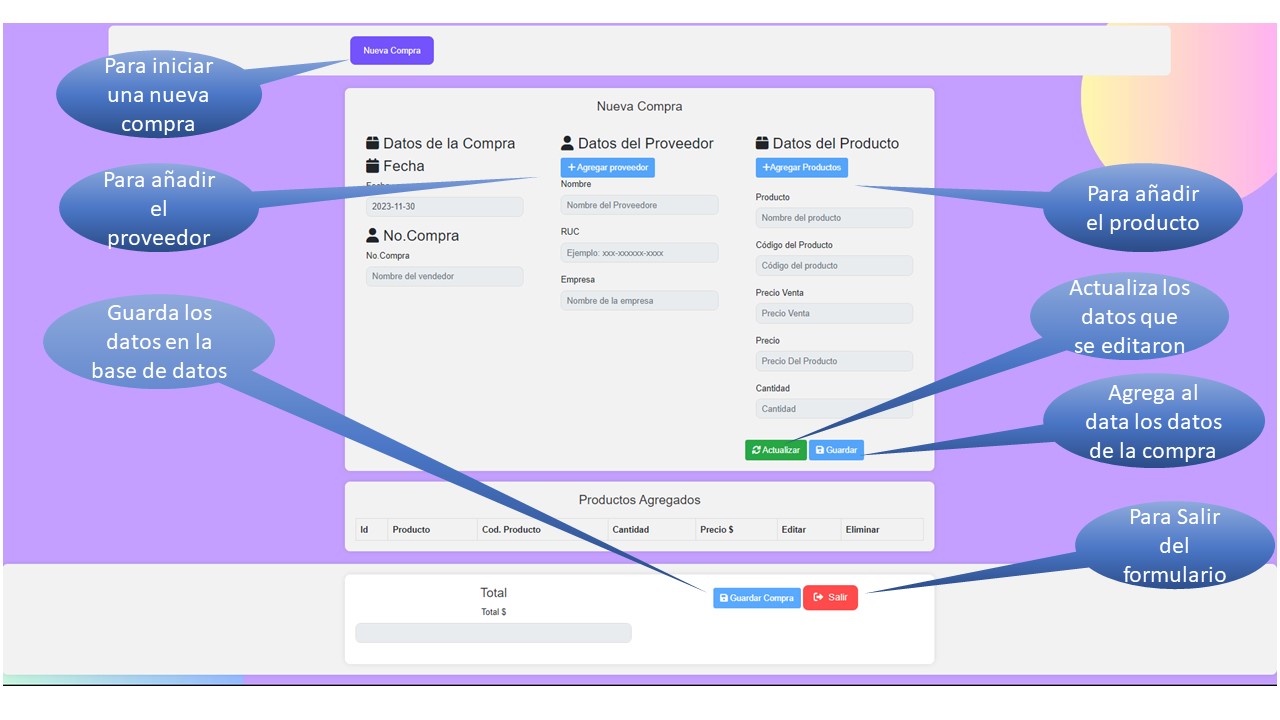 Nueva Compra
Para iniciar
una nueva
compra
Para añadir
el
proveedor
Guarda los
datos en la
base de datos
Nueva Compra
Datos de la Compra
Fecha
Fecha
2023-11-30
No.Compra
No.Compra
Nombre del vendedor
Datos del Proveedor
+ Agregar proveedor
Nombre
Nombre del Proveedore
RUC
Ejemplo: xxx-xxxxxx-xxxx
Empresa
Nombre de la empresa
Datos del Producto
+Agregar Productos
Producto
Nombre del producto
Código del Producto
Código del producto
Precio Venta
Precio Venta
Precio
Precio Del Producto
Cantidad
Cantidad
Actualizar Guardar
Para añadir
el producto
Actualiza los
datos que
se editaron
Agrega al
data los datos
de la compra
Productos Agregados
Id Producto Cod. Producto Cantidad Precio $ Editar Eliminar
Para Salir
del
formulario
Total
Total $
Guardar Compra Salir